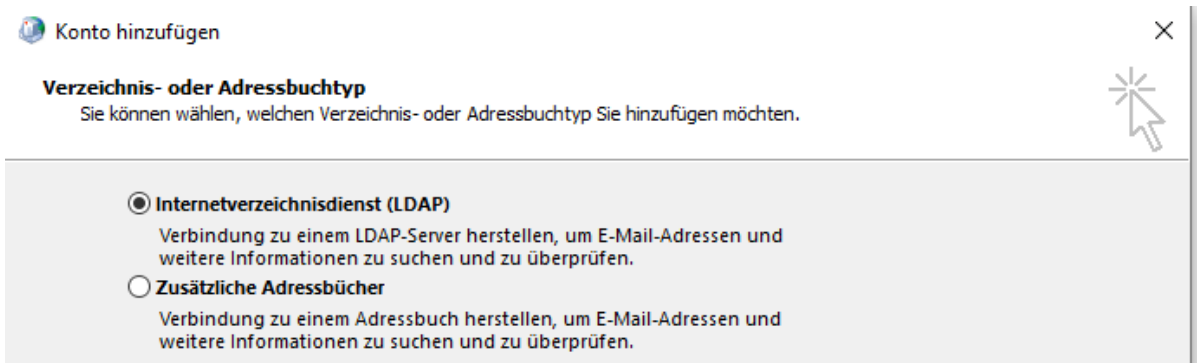 Konto hinzufügen
Verzeichnis- oder Adressbuchtyp
Sie können wählen, welchen Verzeichnis- oder Adressbuchtyp Sie hinzufügen möchten.
Internetverzeichnisdienst (LDAP)
Verbindung zu einem LDAP-Server herstellen, um E-Mail-Adressen und
weitere Informationen zu suchen und zu überprüfen.
Zusätzliche Adressbücher
Verbindung zu einem Adressbuch herstellen, um E-Mail-Adressen und
weitere Informationen zu suchen und zu überprüfen.